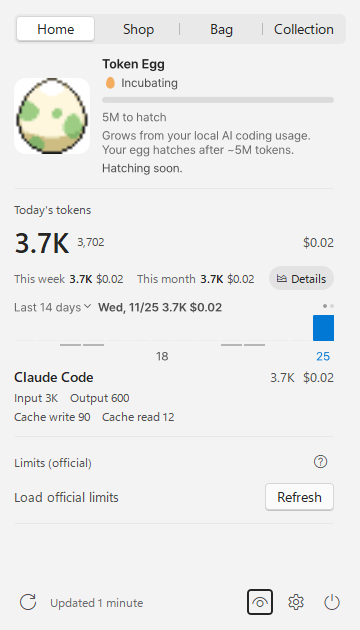 Home Shop Bag Collection
Token Egg
Incubating
5M to hatch
Grows from your local AI coding usage.
Your egg hatches after ~5M tokens.
Hatching soon.
Today's tokens
3.7K 3,702 $0.02
This week 3.7K $0.02 This month 3.7K $0.02 Details
Last 14 days Wed, 11/25 3.7K $0.02
18 25
Claude Code 3.7K $0.02
Input 3K Output 600
Cache write 90 Cache read 12
Limits (official) ?
Load official limits Refresh
Updated 1 minute